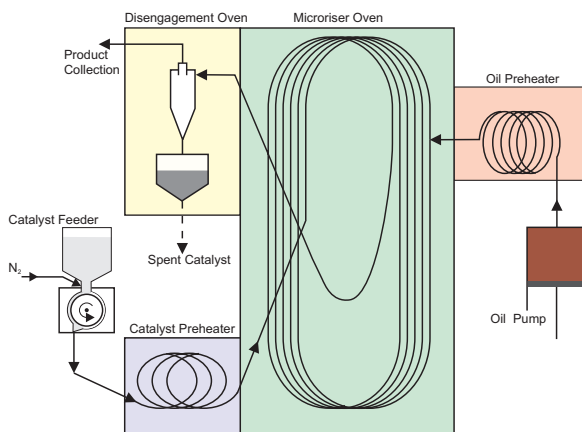 Disengagement Oven
Microriser Oven
Product
Collection
Oil Preheater
Catalyst Feeder
N2
Spent Catalyst
Oil Pump
Catalyst Preheater